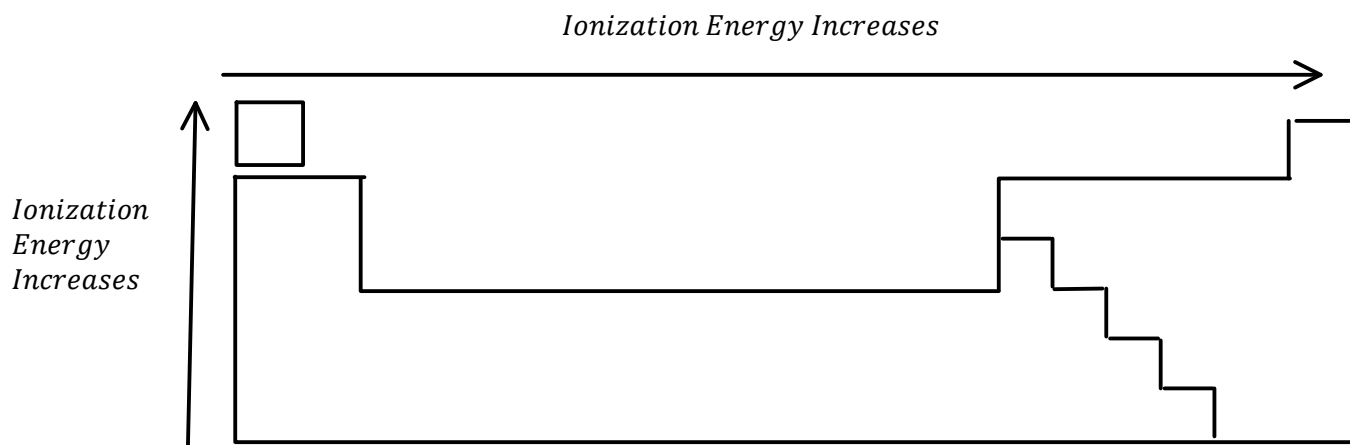 Ionization Energy Increases
Ionization
Energy
Increases